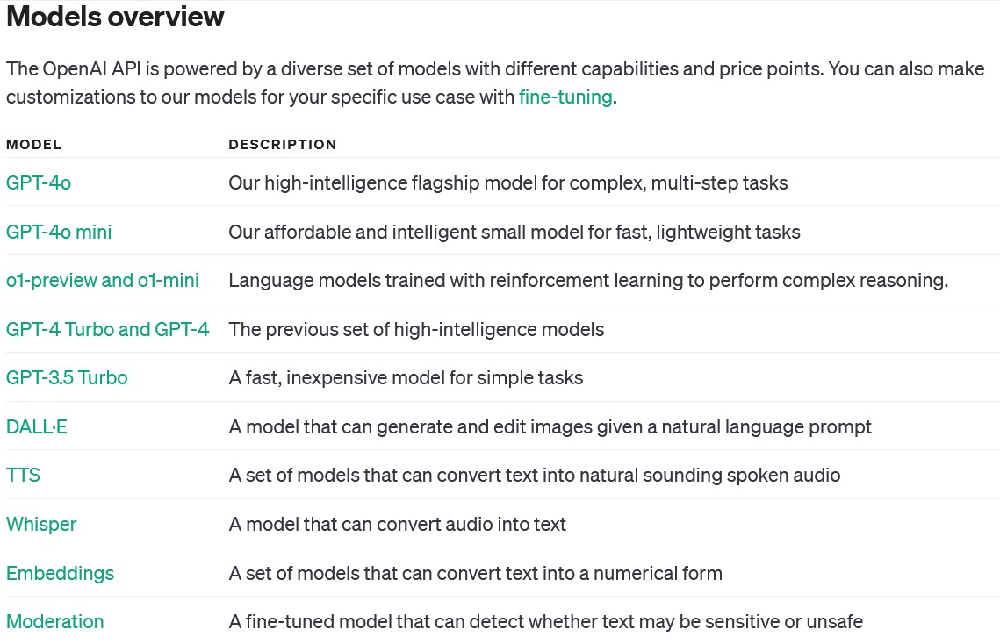 Models overview
The OpenAI API is powered by a diverse set of models with different capabilities and price points. You can also make
customizations to our models for your specific use case with fine-tuning.
MODEL DESCRIPTION
GPT-4o Our high-intelligence flagship model for complex, multi-step tasks
GPT-4o mini Our affordable and intelligent small model for fast, lightweight tasks
o1-preview and o1-mini Language models trained with reinforcement learning to perform complex reasoning.
GPT-4 Turbo and GPT-4 The previous set of high-intelligence models
GPT-3.5 Turbo A fast, inexpensive model for simple tasks
DALL·E A model that can generate and edit images given a natural language prompt
TTS A set of models that can convert text into natural sounding spoken audio
Whisper A model that can convert audio into text
Embeddings A set of models that can convert text into a numerical form
Moderation A fine-tuned model that can detect whether text may be sensitive or unsafe